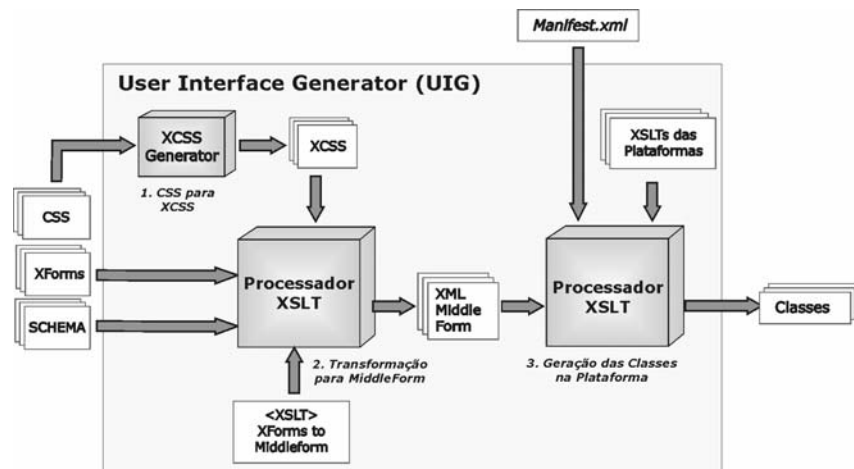 Manifest.xml
User Interface Generator (UIG)
XCSS
Generator
XCSS
XSLTs das
Plataformas
1. CSS para
XCSS
CSS
XForms
SCHEMA
Processador
XSLT
XML
Middle
Form
Processador
XSLT
Classes
2. Transformação
para MiddleForm
3. Geração das Classes
na Plataforma
<XSLT>
XForms to
Middleform